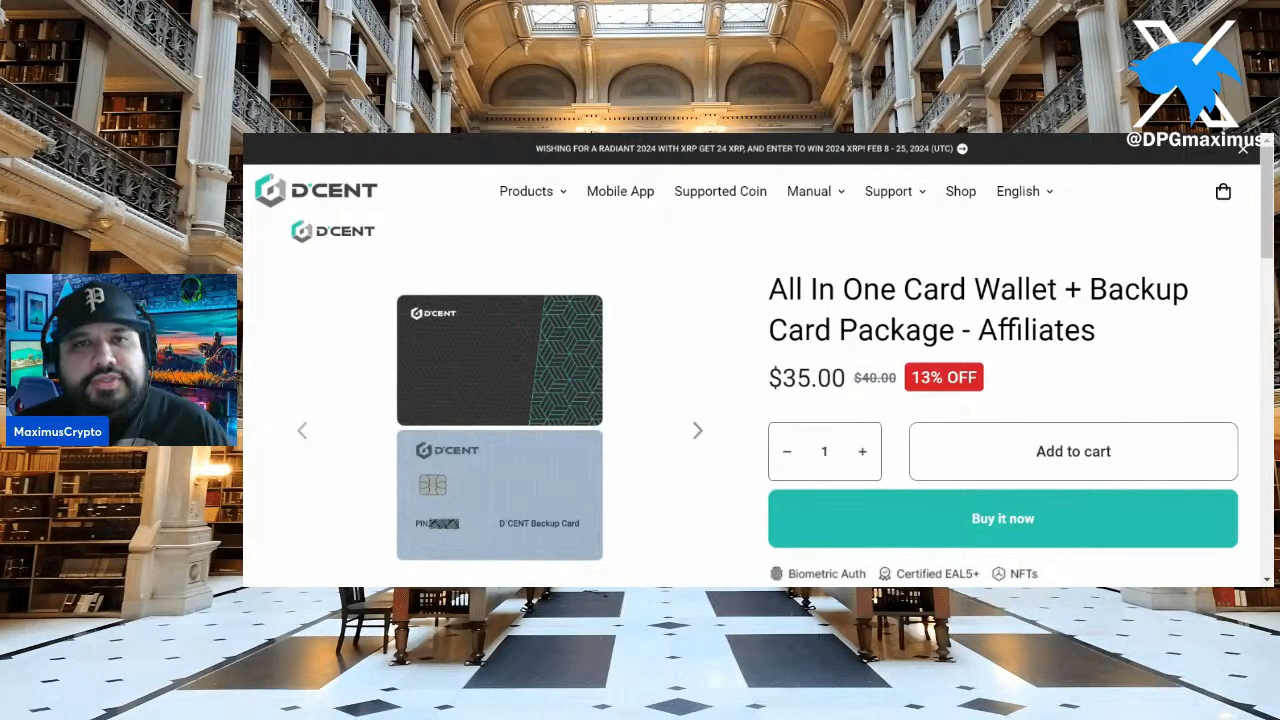 @DPGmaximus
WISHING FOR A RADIANT 2024 WITH XRP GET 24 XRP, AND ENTER TO WIN 2024 XRP! FEB 8 - 25, 2024 (UTC)
D'CENT
Products
Mobile App
Supported Coin
Manual
Support
Shop
English
D'CENT
All In One Card Wallet + Backup
Card Package - Affiliates
$35.00 $40.00 13% OFF
D'CENT
D'CENT
PIN
D'CENT Backup Card
− 1 +
Add to cart
Buy it now
Biometric Auth
Certified EAL5+
NFTs
P
MaximusCrypto